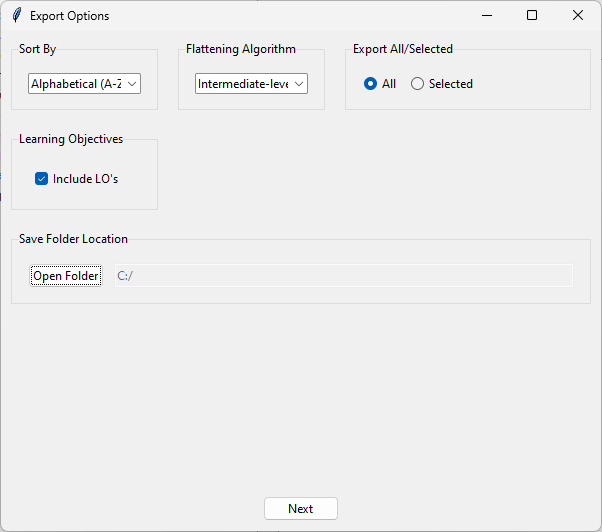 Export Options
Sort By
Flattening Algorithm
Export All/Selected
Alphabetical (A-Z
Intermediate-leve
All
Selected
Learning Objectives
Include LO's
Save Folder Location
Open Folder
C:/
Next